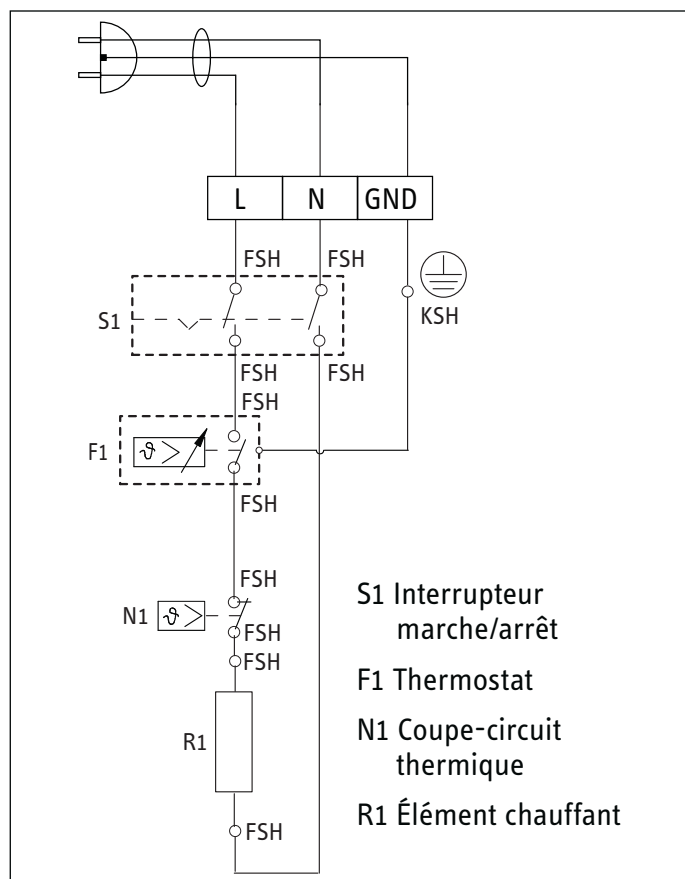 L N GND
FSH FSH
S1
KSH
FSH FSH
FSH
F1 ϑ >
FSH
FSH
N1 ϑ >
FSH
FSH
R1
FSH
S1 Interrupteur
marche/arrêt
F1 Thermostat
N1 Coupe-circuit
thermique
R1 Élément chauffant